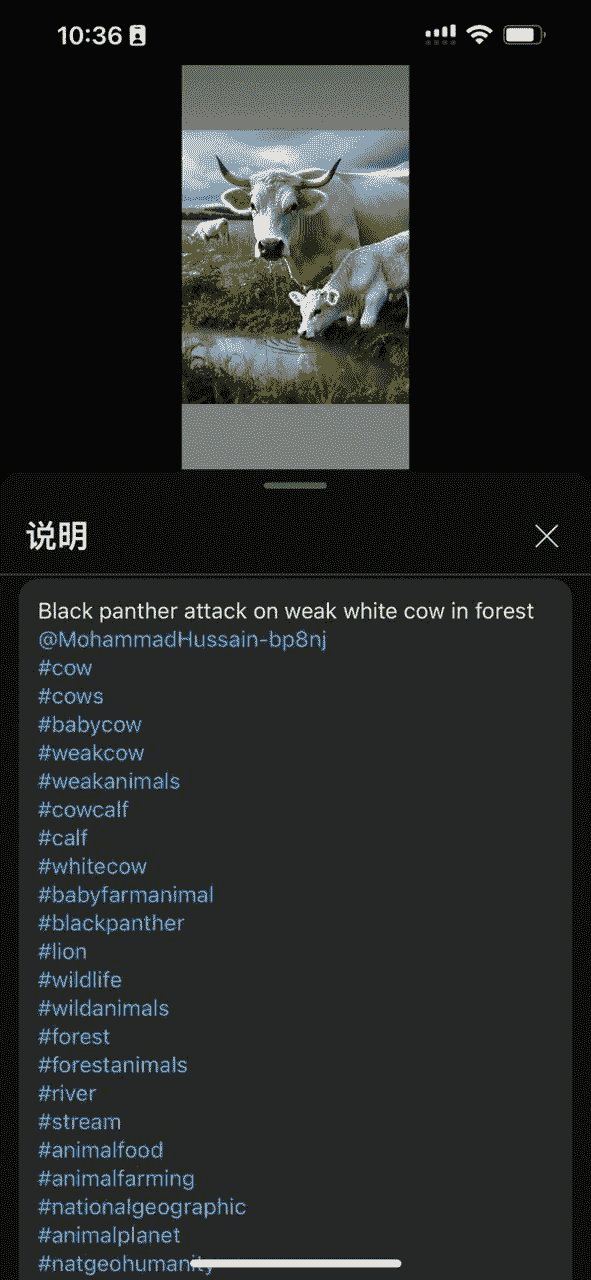 10:36
说明
Black panther attack on weak white cow in forest
@MohammadHussain-bp8nj
#cow
#cows
#babycow
#weakcow
#weakanimals
#cowcalf
#calf
#whitecow
#babyfarmanimal
#blackpanther
#lion
#wildlife
#wildanimals
#forest
#forestanimals
#river
#stream
#animalfood
#animalfarming
#nationalgeographic
#animalplanet
#natgeohumanity